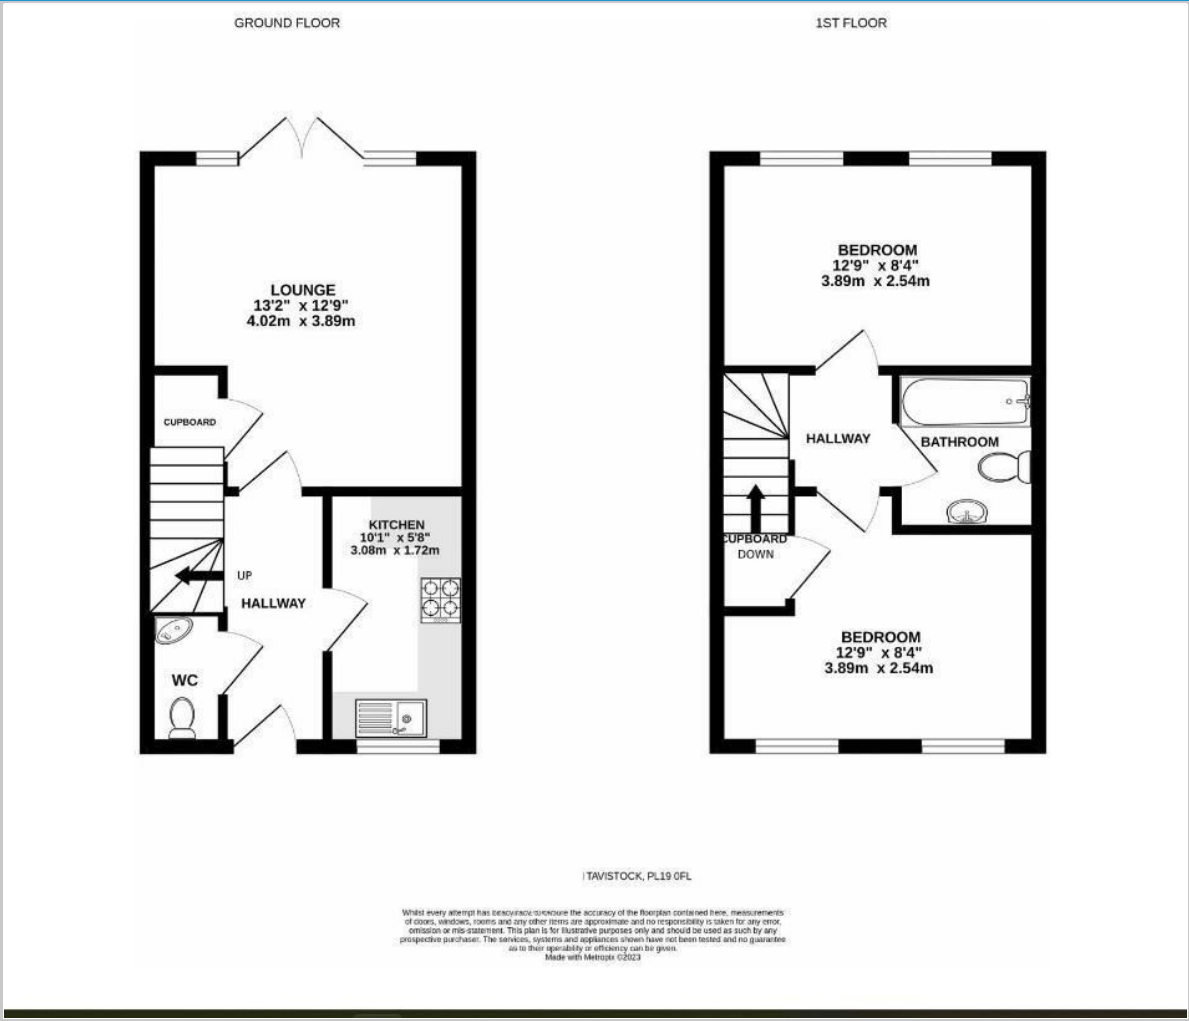 GROUND FLOOR
1ST FLOOR
LOUNGE
13'2" x 12'9"
4.02m x 3.89m
CUPBOARD
KITCHEN
10'1" x 5'8"
3.08m x 1.72m
UP
HALLWAY
WC
BEDROOM
12'9" x 8'4"
3.89m x 2.54m
HALLWAY
BATHROOM
CUPBOARD
DOWN
BEDROOM
12'9" x 8'4"
3.89m x 2.54m
TAVISTOCK, PL19 0FL
Whilst every attempt has the accuracy of the floorplan contained here, measurements
of doors, windows, rooms and any other items are approximate and no responsibility is taken for any error,
omission or mis-statement. This plan is for illustrative purposes only and should be used as such by any
prospective purchaser. The services, systems and appliances shown have not been tested and no guarantee
as to their operability or efficiency can be given.
Made with Metropix ©2023